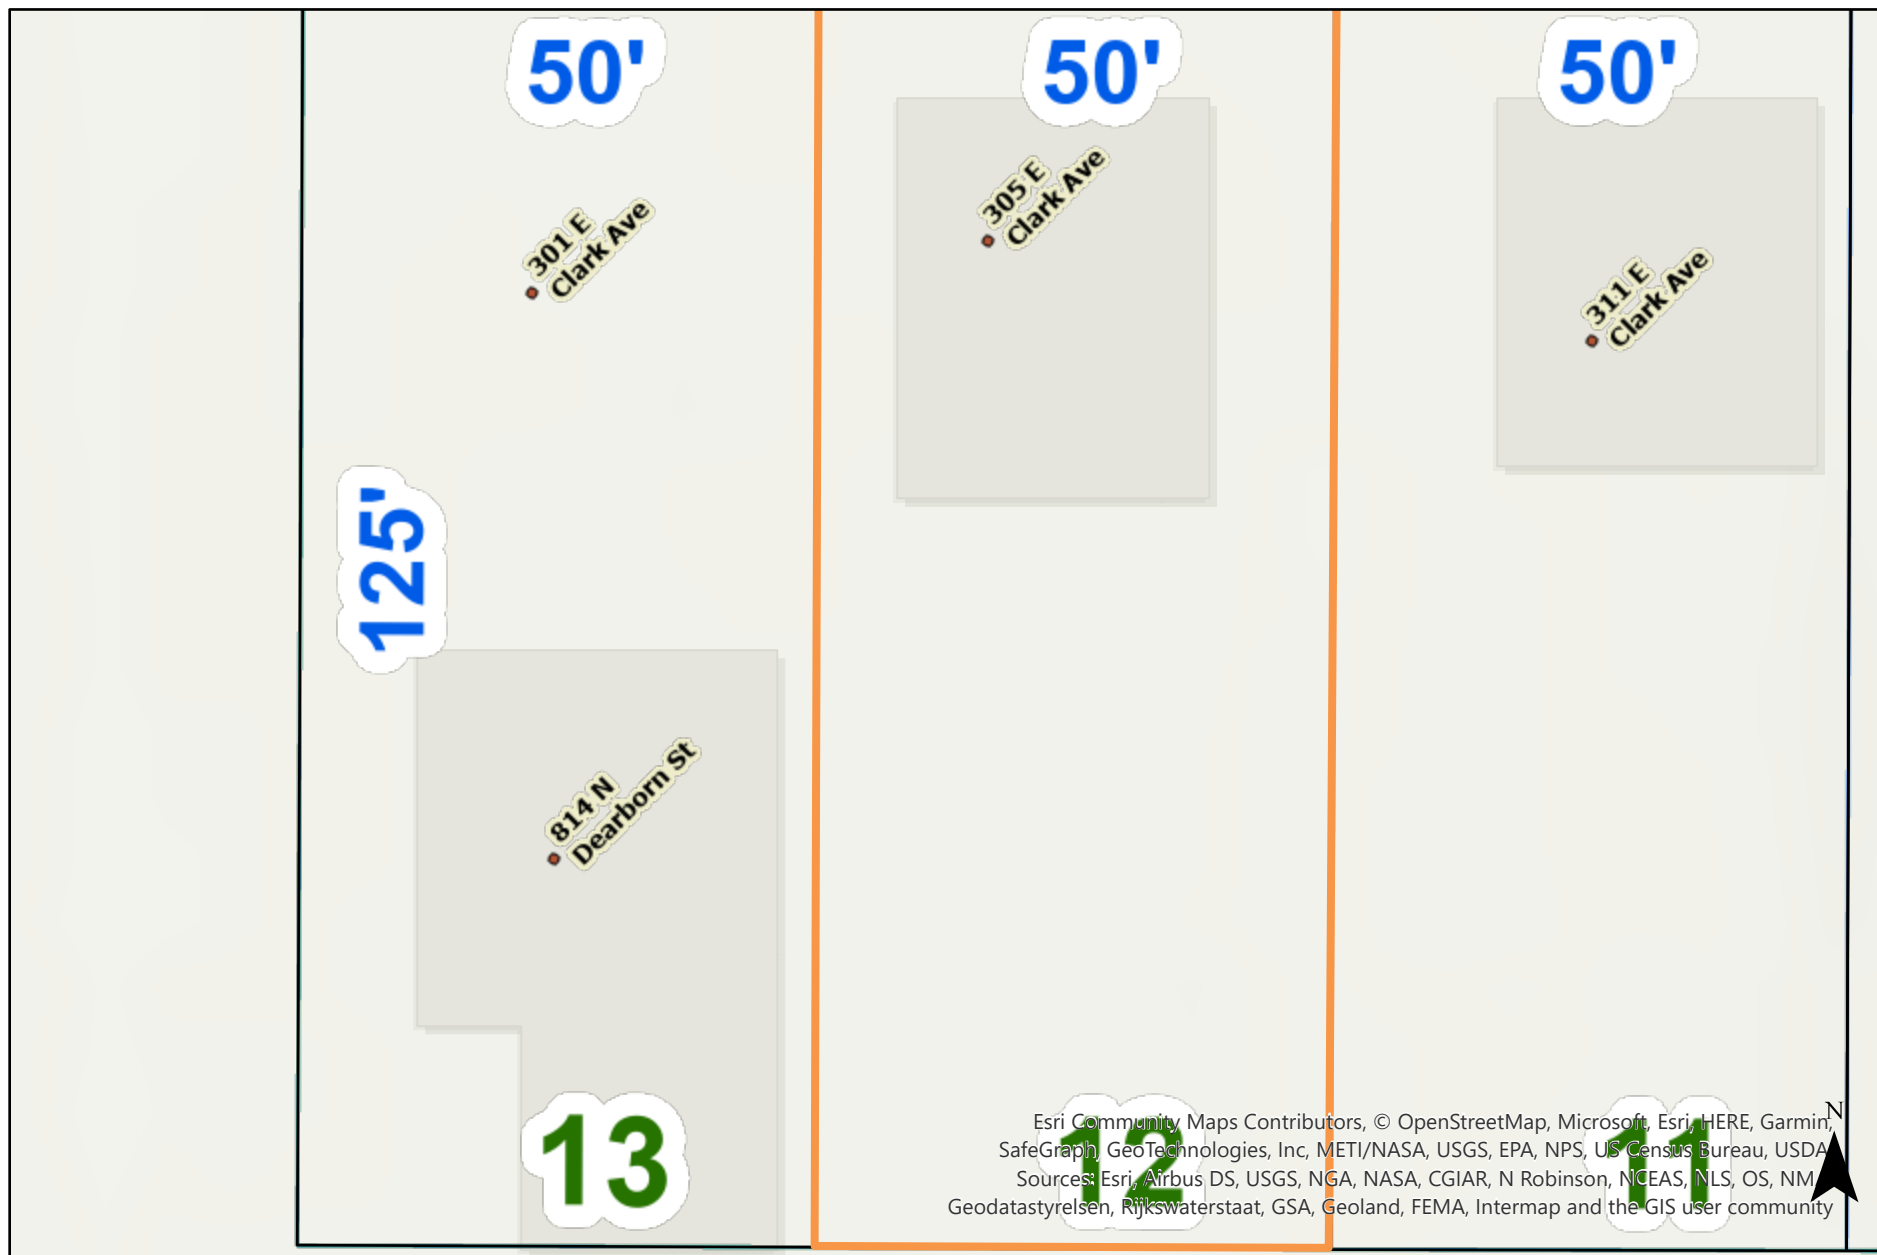 50'
50'
50'
301 E
Clark Ave
305 E
Clark Ave
311 E
Clark Ave
125'
814 N
Dearborn St
13
12
11
N
Esri Community Maps Contributors, © OpenStreetMap, Microsoft, Esri, HERE, Garmin,
SafeGraph, GeoTechnologies, Inc, METI/NASA, USGS, EPA, NPS, US Census Bureau, USDA
Sources: Esri, Airbus DS, USGS, NGA, NASA, CGIAR, N Robinson, NCEAS, NLS, OS, NMA,
Geodatastyrelsen, Rijkswaterstaat, GSA, Geoland, FEMA, Intermap and the GIS user community